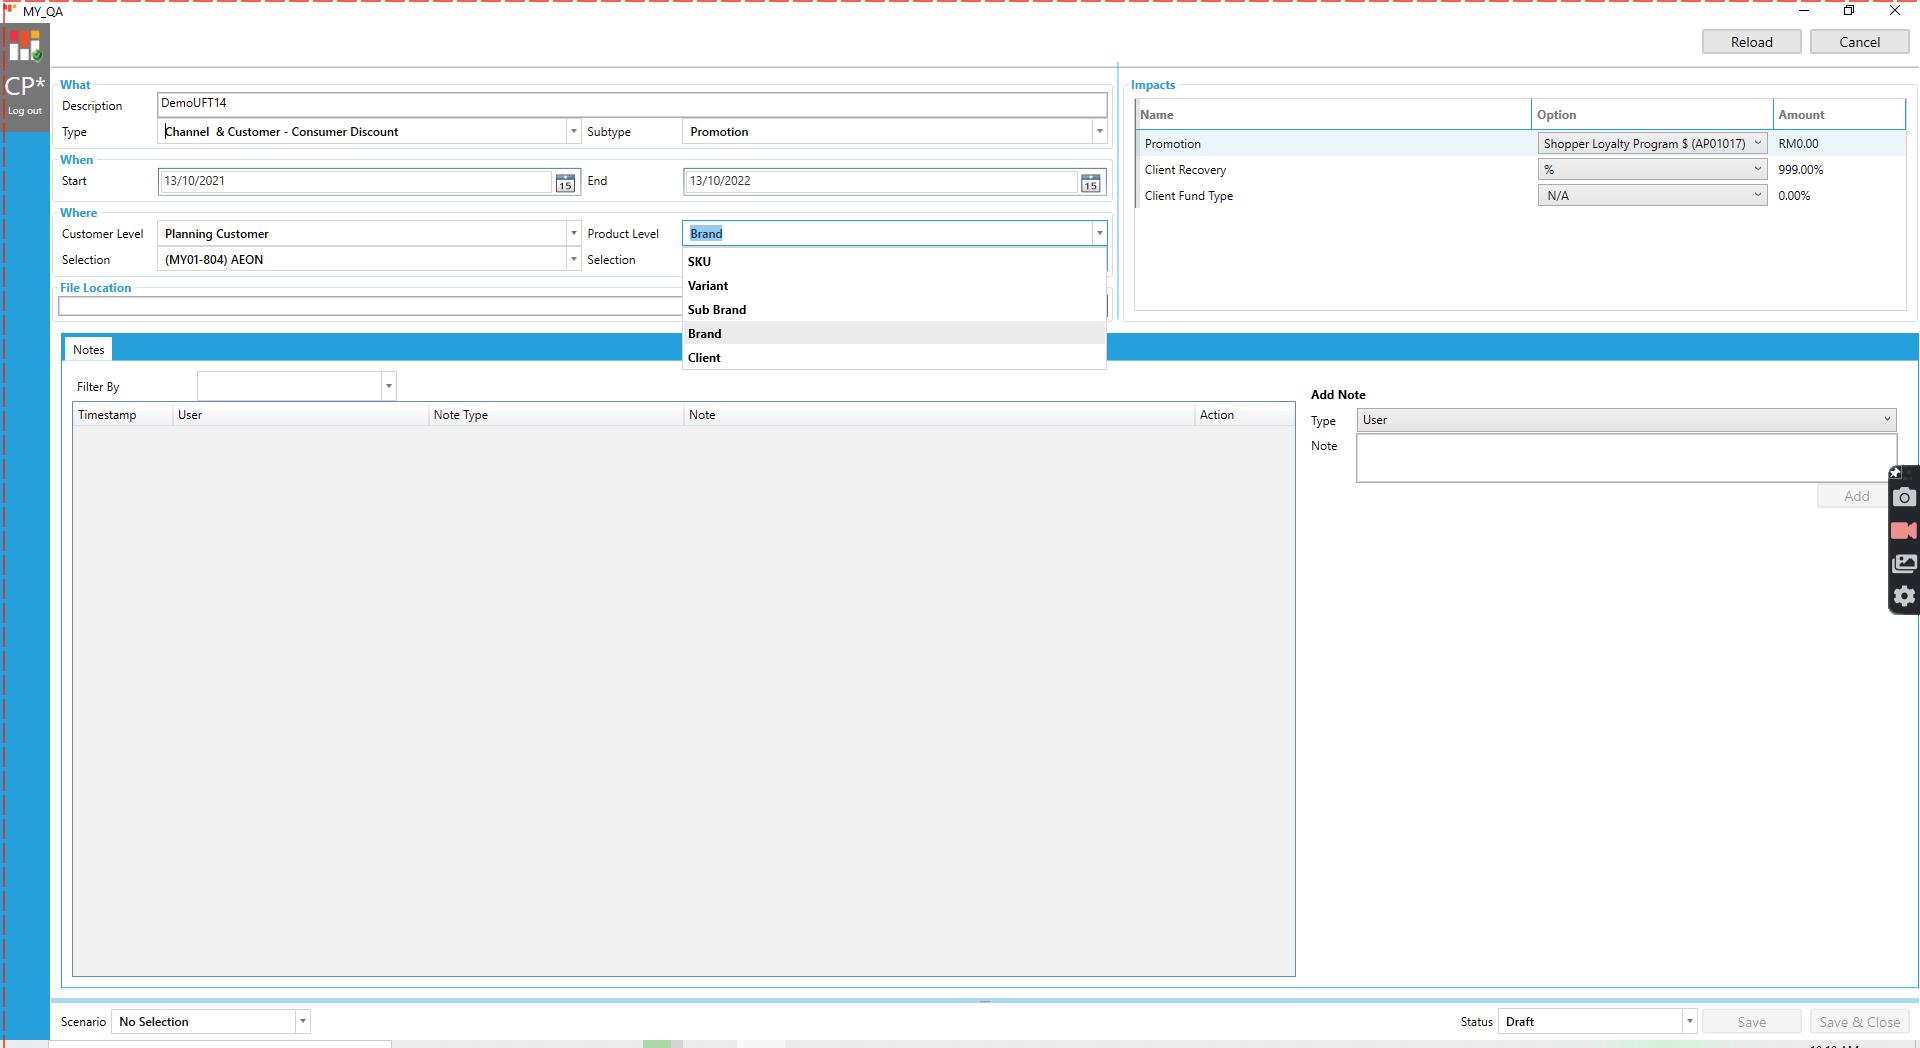 MY_QA
Reload
Cancel
CP*
Log out
What
Description
DemoUFT14
Type
Channel & Customer - Consumer Discount
Subtype
Promotion
When
Start
13/10/2021
15
End
13/10/2022
15
Where
Customer Level
Planning Customer
Product Level
Brand
Selection
(MY01-804) AEON
Selection
SKU
Variant
Sub Brand
Brand
Client
File Location
Impacts
Name
Option
Amount
Promotion
Shopper Loyalty Program $ (AP01017)
RM0.00
Client Recovery
%
999.00%
Client Fund Type
N/A
0.00%
Notes
Filter By
Timestamp
User
Note Type
Note
Action
Add Note
Type
User
Note
Add
Scenario
No Selection
Status
Draft
Save
Save & Close